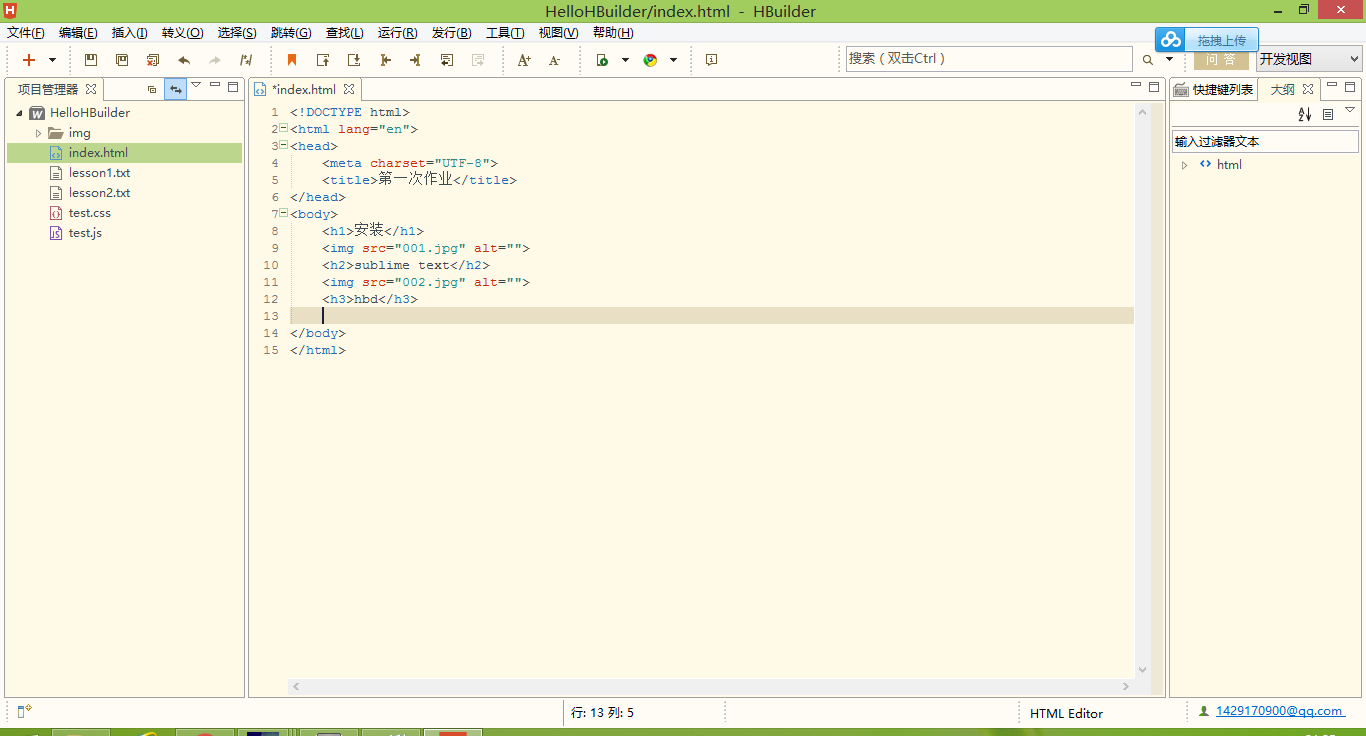 HelloHBuilder/index.html - HBuilder
文件(F) 编辑(E) 插入(I) 转义(O) 选择(S) 跳转(G) 查找(L) 运行(R) 发行(B) 工具(T) 视图(V) 帮助(H)
拖拽上传
搜索（双击Ctrl）
问 答
开发视图
项目管理器
HelloHBuilder
img
index.html
lesson1.txt
lesson2.txt
test.css
test.js
*index.html
1 <!DOCTYPE html>
2 <html lang="en">
3 <head>
4 <meta charset="UTF-8">
5 <title>第一次作业</title>
6 </head>
7 <body>
8 <h1>安装</h1>
9 <img src="001.jpg" alt="">
10 <h2>sublime text</h2>
11 <img src="002.jpg" alt="">
12 <h3>hbd</h3>
13
14 </body>
15 </html>
快捷键列表 大纲
输入过滤器文本
html
行: 13 列: 5
HTML Editor
1429170900@qq.com